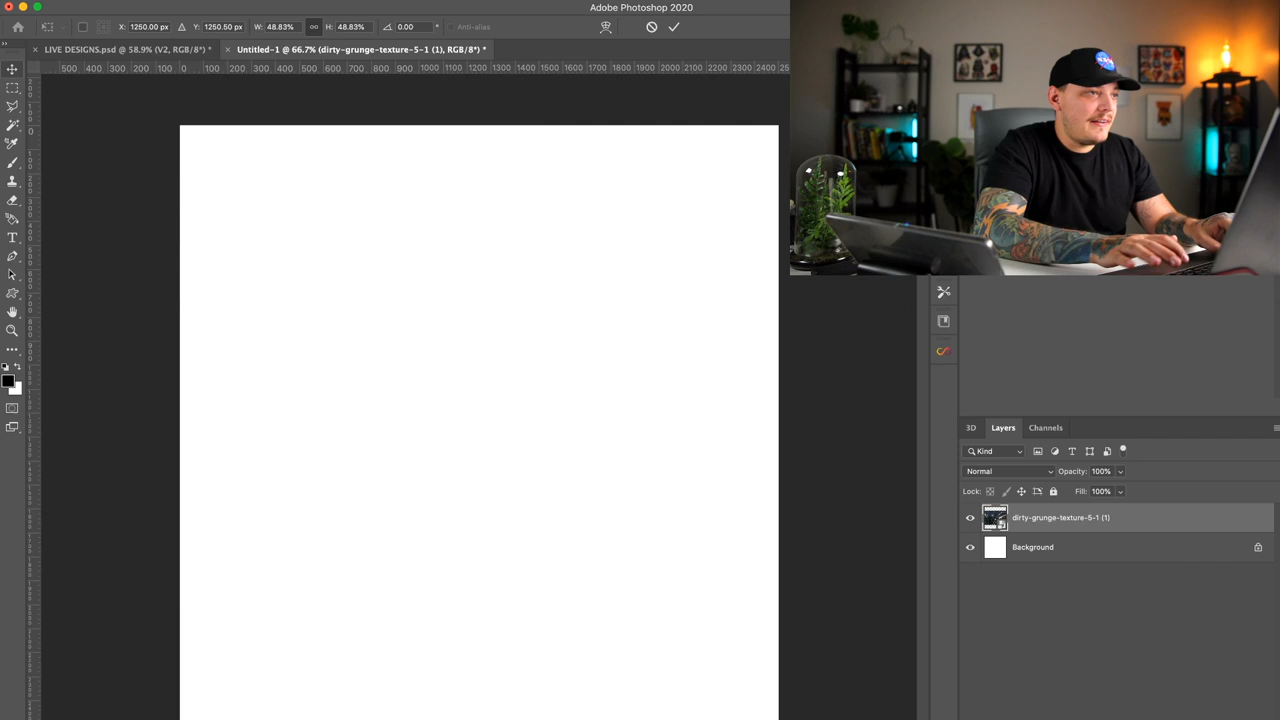 Adobe Photoshop 2020
X: 1250.00 px Y: 1250.50 px W: 48.83% H: 48.83% 0.00 ° Anti-alias
× LIVE DESIGNS.psd @ 58.9% (V2, RGB/8*) * × Untitled-1 @ 66.7% (dirty-grunge-texture-5-1 (1), RGB/8*) *
500 400 300 200 100 0 100 200 300 400 500 600 700 800 900 1000 1100 1200 1300 1400 1500 1600 1700 1800 1900 2000 2100 2200 2300 2400 25
NASA
3D Layers Channels
Kind
Normal Opacity: 100%
Lock: Fill: 100%
dirty-grunge-texture-5-1 (1)
Background